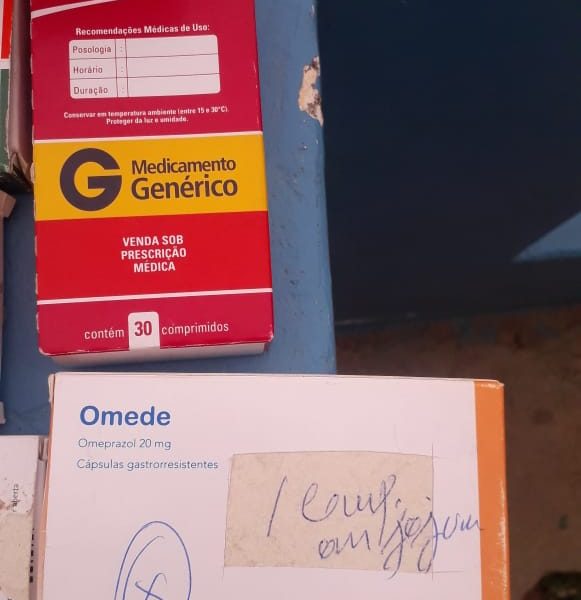 Recomendações Médicas de Uso:
Posologia :
Horário :
Duração :
Conservar em temperatura ambiente (entre 15 e 30°C).
Proteger da luz e umidade.
G Medicamento
Genérico
VENDA SOB
PRESCRIÇÃO
MÉDICA
contém 30 comprimidos
Omede
Omeprazol 20 mg
Cápsulas gastrorresistentes
1 comp.
em jejum